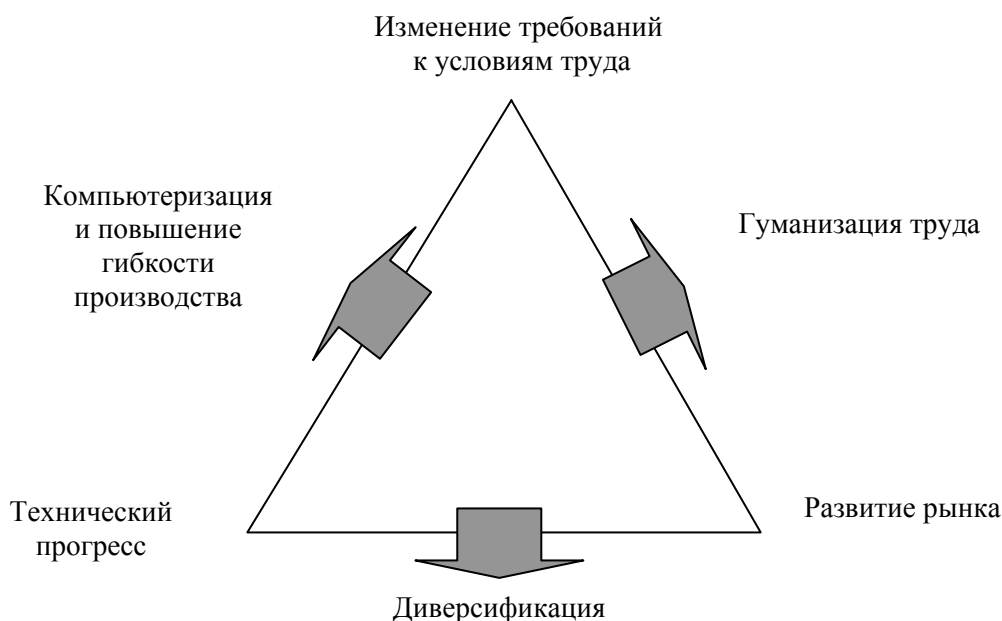 Изменение требований
к условиям труда
Компьютеризация
и повышение
гибкости
производства
Гуманизация труда
Технический
прогресс
Развитие рынка
Диверсификация